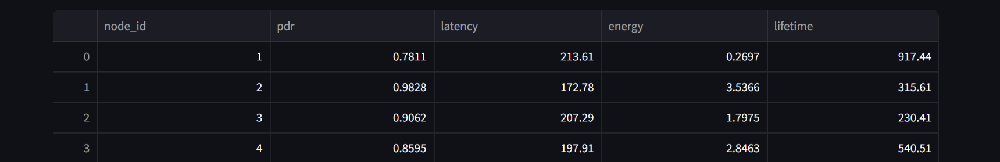 node_id pdr latency energy lifetime
0 1 0.7811 213.61 0.2697 917.44
1 2 0.9828 172.78 3.5366 315.61
2 3 0.9062 207.29 1.7975 230.41
3 4 0.8595 197.91 2.8463 540.51